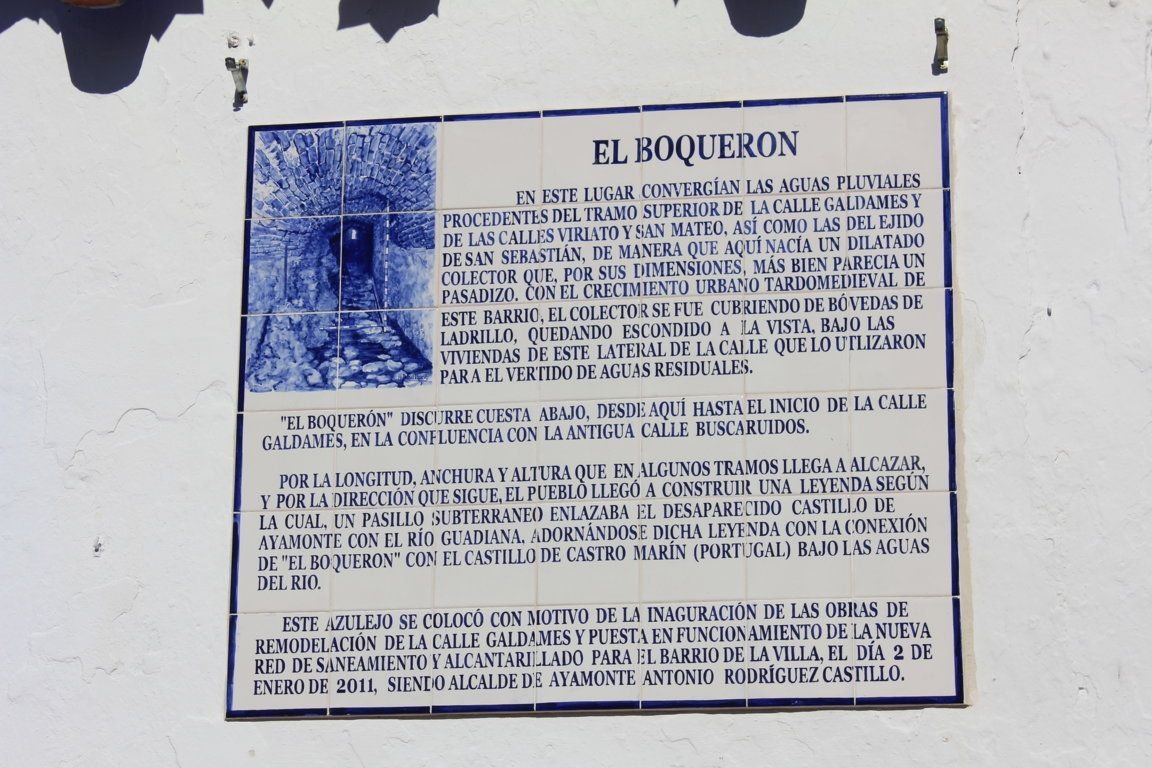 EL BOQUERON
EN ESTE LUGAR CONVERGÍAN LAS AGUAS PLUVIALES
PROCEDENTES DEL TRAMO SUPERIOR DE LA CALLE GALDAMES Y
DE LAS CALLES VIRIATO Y SAN MATEO, ASÍ COMO LAS DEL EJIDO
DE SAN SEBASTIÁN, DE MANERA QUE AQUÍ NACÍA UN DILATADO
COLECTOR QUE, POR SUS DIMENSIONES, MÁS BIEN PARECIA UN
PASADIZO. CON EL CRECIMIENTO URBANO TARDOMEDIEVAL DE
ESTE BARRIO, EL COLECTOR SE FUE CUBRIENDO DE BÓVEDAS DE
LADRILLO, QUEDANDO ESCONDIDO A LA VISTA, BAJO LAS
VIVIENDAS DE ESTE LATERAL DE LA CALLE QUE LO UTILIZARON
PARA EL VERTIDO DE AGUAS RESIDUALES.
"EL BOQUERÓN" DISCURRE CUESTA ABAJO, DESDE AQUÍ HASTA EL INICIO DE LA CALLE
GALDAMES, EN LA CONFLUENCIA CON LA ANTIGUA CALLE BUSCARUIDOS.
POR LA LONGITUD, ANCHURA Y ALTURA QUE EN ALGUNOS TRAMOS LLEGA A ALCAZAR,
Y POR LA DIRECCIÓN QUE SIGUE, EL PUEBLO LLEGÓ A CONSTRUIR UNA LEYENDA SEGÚN
LA CUAL, UN PASILLO SUBTERRANEO ENLAZABA EL DESAPARECIDO CASTILLO DE
AYAMONTE CON EL RÍO GUADIANA, ADORNÁNDOSE DICHA LEYENDA CON LA CONEXIÓN
DE "EL BOQUERON" CON EL CASTILLO DE CASTRO MARÍN (PORTUGAL) BAJO LAS AGUAS
DEL RIO.
ESTE AZULEJO SE COLOCÓ CON MOTIVO DE LA INAGURACIÓN DE LAS OBRAS DE
REMODELACIÓN DE LA CALLE GALDAMES Y PUESTA EN FUNCIONAMIENTO DE LA NUEVA
RED DE SANEAMIENTO Y ALCANTARILLADO PARA EL BARRIO DE LA VILLA, EL DÍA 2 DE
ENERO DE 2011, SIENDO ALCALDE DE AYAMONTE ANTONIO RODRÍGUEZ CASTILLO.